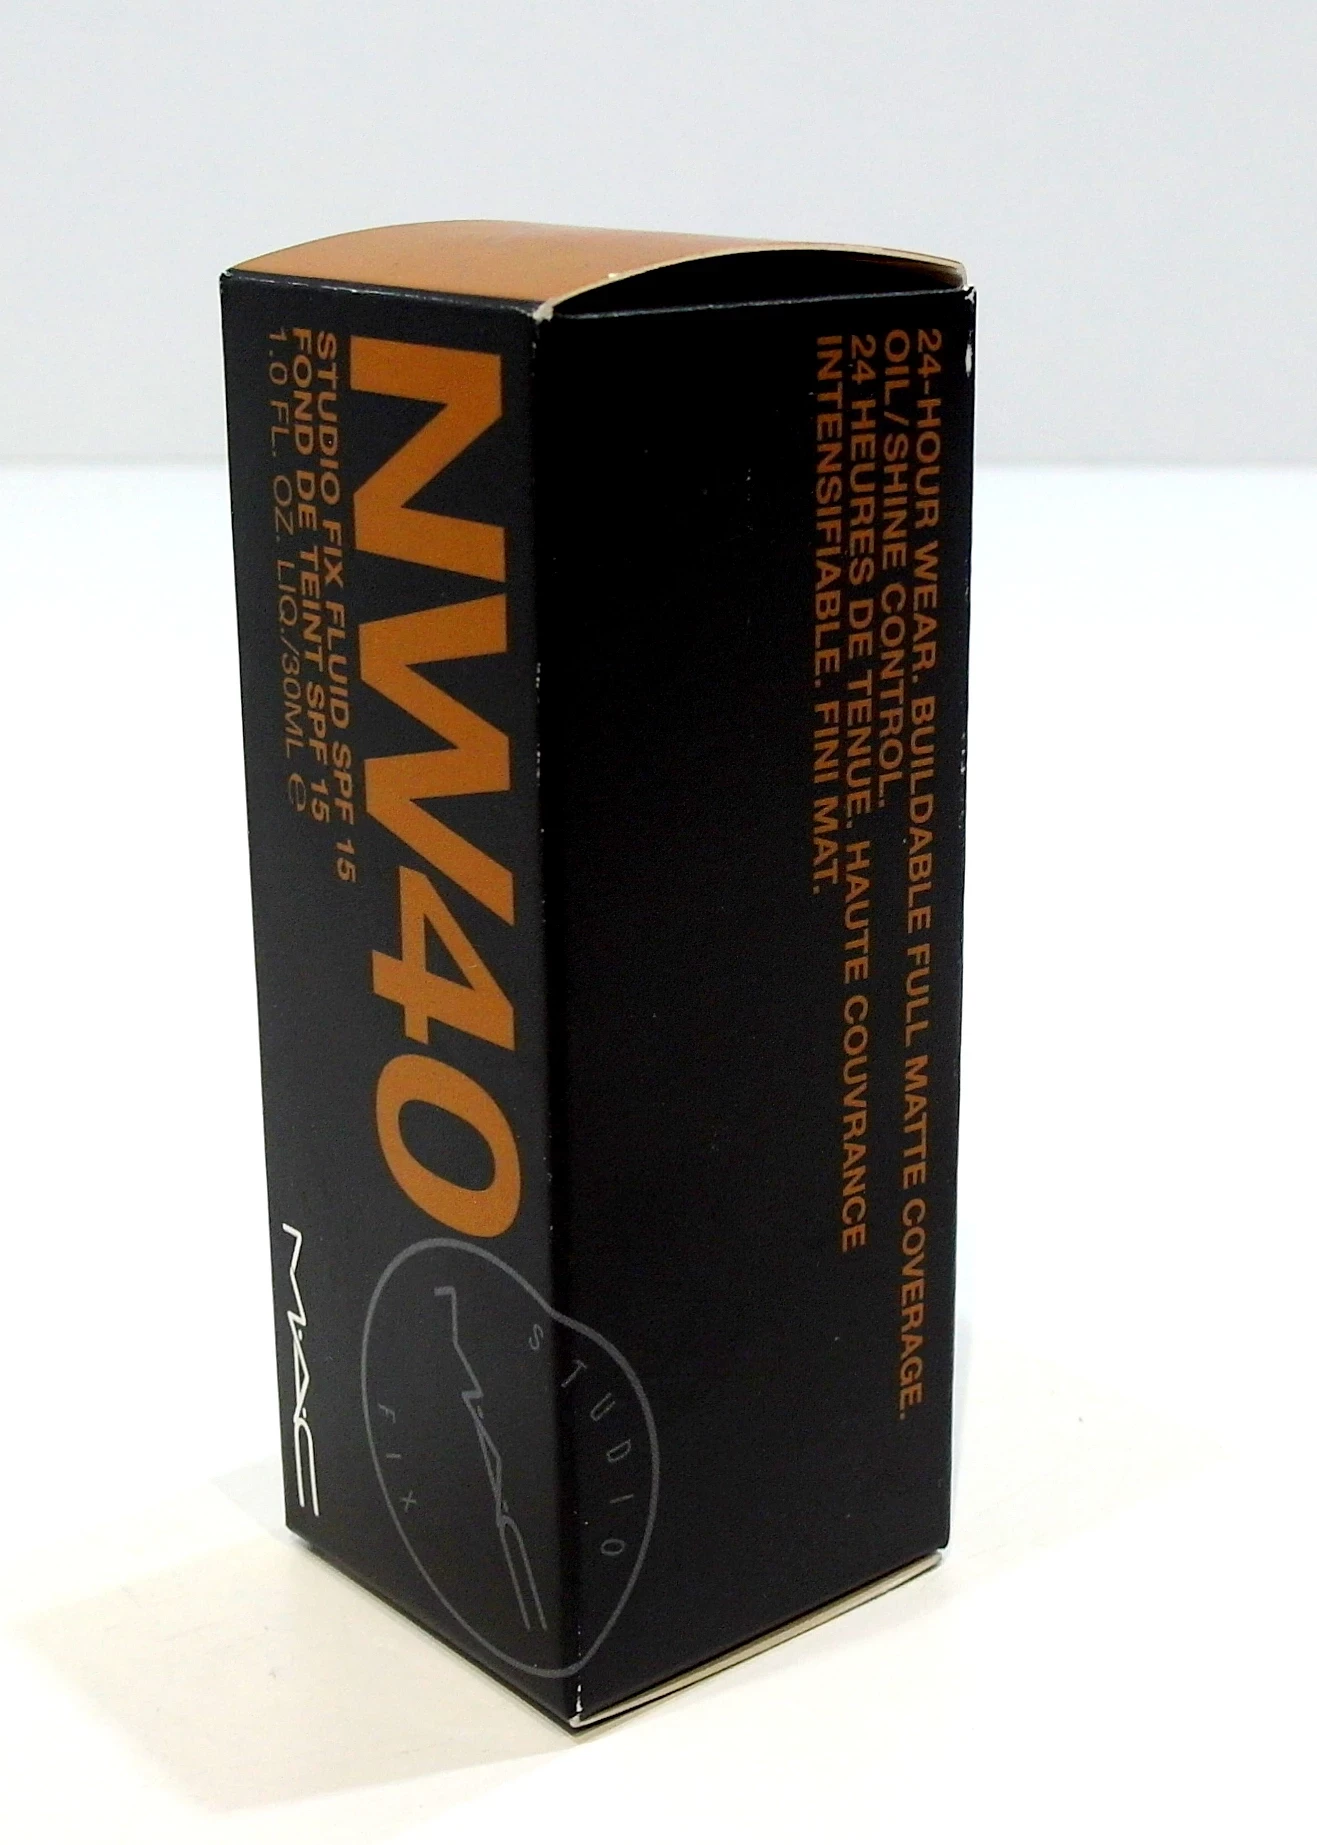 NW40
STUDIO FIX FLUID SPF 15
FOND DE TEINT SPF 15
1.0 FL. OZ. LIQ./30ML ℮
M·A·C
M·A·C
STUDIO
FIX
24-HOUR WEAR. BUILDABLE FULL MATTE COVERAGE.
OIL/SHINE CONTROL.
24 HEURES DE TENUE. HAUTE COUVRANCE
INTENSIFIABLE. FINI MAT.